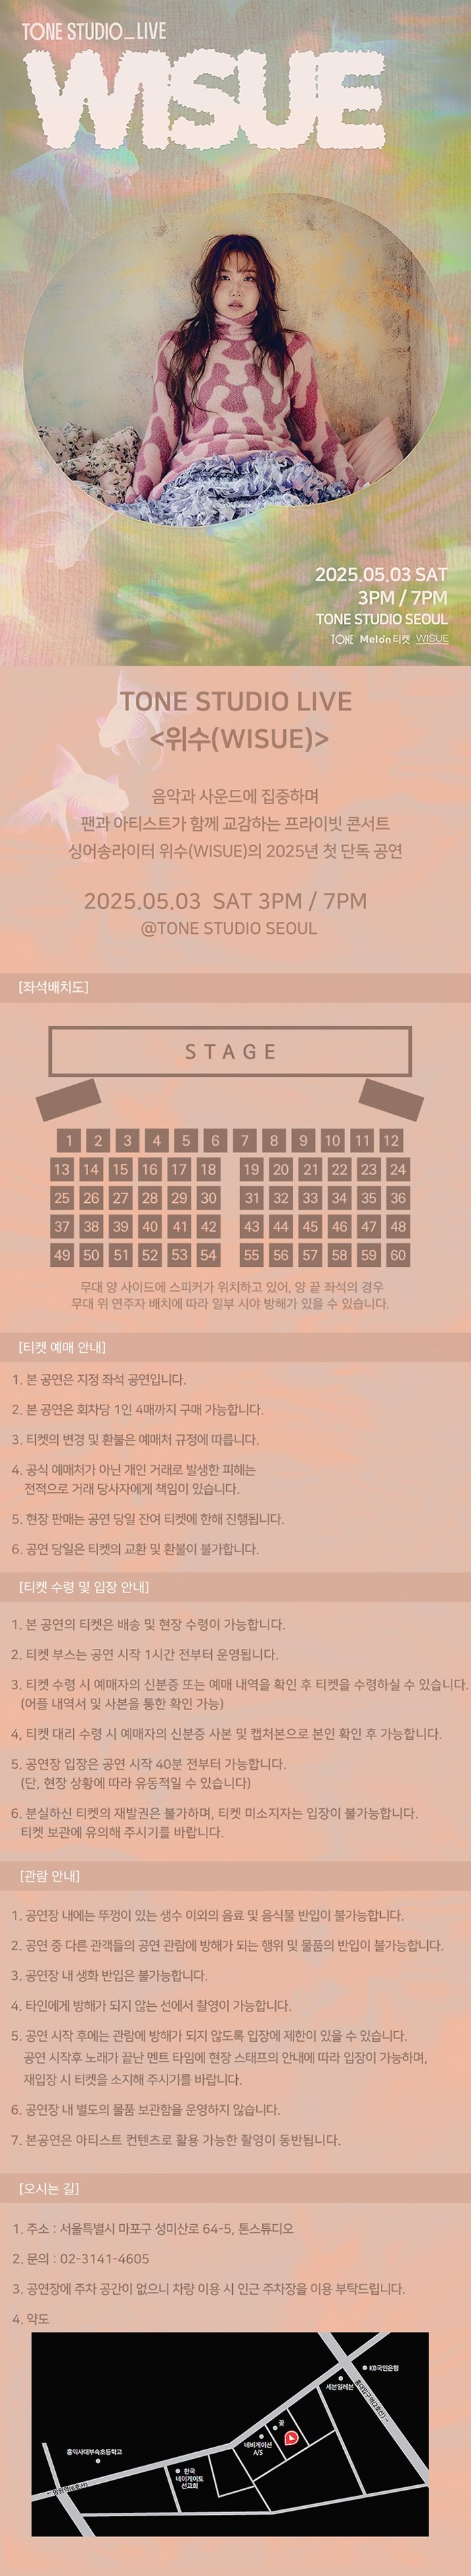 TONE STUDIO_LIVE
WISUE
2025.05.03 SAT
3PM / 7PM
TONE STUDIO SEOUL
TONE Melon 티켓 WISUE
TONE STUDIO LIVE
<위수(WISUE)>
음악과 사운드에 집중하며
팬과 아티스트가 함께 교감하는 프라이빗 콘서트
싱어송라이터 위수(WISUE)의 2025년 첫 단독 공연
2025.05.03 SAT 3PM / 7PM
@TONE STUDIO SEOUL
[좌석배치도]
STAGE
1 2 3 4 5 6 7 8 9 10 11 12
13 14 15 16 17 18 19 20 21 22 23 24
25 26 27 28 29 30 31 32 33 34 35 36
37 38 39 40 41 42 43 44 45 46 47 48
49 50 51 52 53 54 55 56 57 58 59 60
무대 양 사이드에 스피커가 위치하고 있어, 양 끝 좌석의 경우
무대 위 연주자 배치에 따라 일부 시야 방해가 있을 수 있습니다.
[티켓 예매 안내]
1. 본 공연은 지정 좌석 공연입니다.
2. 본 공연은 회차당 1인 4매까지 구매 가능합니다.
3. 티켓의 변경 및 환불은 예매처 규정에 따릅니다.
4. 공식 예매처가 아닌 개인 거래로 발생한 피해는
전적으로 거래 당사자에게 책임이 있습니다.
5. 현장 판매는 공연 당일 잔여 티켓에 한해 진행됩니다.
6. 공연 당일은 티켓의 교환 및 환불이 불가합니다.
[티켓 수령 및 입장 안내]
1. 본 공연의 티켓은 배송 및 현장 수령이 가능합니다.
2. 티켓 부스는 공연 시작 1시간 전부터 운영됩니다.
3. 티켓 수령 시 예매자의 신분증 또는 예매 내역을 확인 후 티켓을 수령하실 수 있습니다.
(어플 내역서 및 사본을 통한 확인 가능)
4, 티켓 대리 수령 시 예매자의 신분증 사본 및 캡처본으로 본인 확인 후 가능합니다.
5. 공연장 입장은 공연 시작 40분 전부터 가능합니다.
(단, 현장 상황에 따라 유동적일 수 있습니다)
6. 분실하신 티켓의 재발권은 불가하며, 티켓 미소지자는 입장이 불가능합니다.
티켓 보관에 유의해 주시기를 바랍니다.
[관람 안내]
1. 공연장 내에는 뚜껑이 있는 생수 이외의 음료 및 음식물 반입이 불가능합니다.
2. 공연 중 다른 관객들의 공연 관람에 방해가 되는 행위 및 물품의 반입이 불가능합니다.
3. 공연장 내 생화 반입은 불가능합니다.
4. 타인에게 방해가 되지 않는 선에서 촬영이 가능합니다.
5. 공연 시작 후에는 관람에 방해가 되지 않도록 입장에 제한이 있을 수 있습니다.
공연 시작후 노래가 끝난 멘트 타임에 현장 스태프의 안내에 따라 입장이 가능하며,
재입장 시 티켓을 소지해 주시기를 바랍니다.
6. 공연장 내 별도의 물품 보관함을 운영하지 않습니다.
7. 본공연은 아티스트 컨텐츠로 활용 가능한 촬영이 동반됩니다.
[오시는 길]
1. 주소 : 서울특별시 마포구 성미산로 64-5, 톤스튜디오
2. 문의 : 02-3141-4605
3. 공연장에 주차 공간이 없으니 차량 이용 시 인근 주차장을 이용 부탁드립니다.
4. 약도
KB국민은행
세븐일레븐
꽃
네비게이션
A/S
홍익사대부속초등학교
한국
네이게이토
선교회